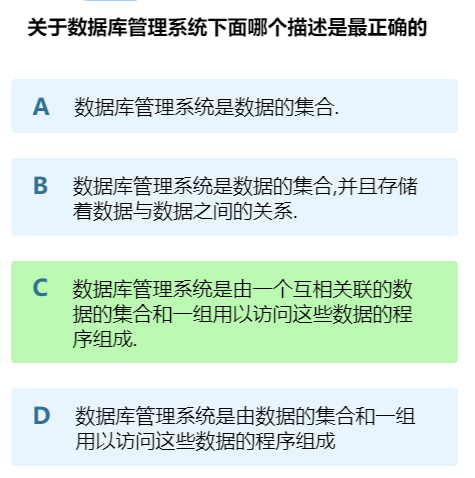 关于数据库管理系统下面哪个描述是最正确的
A 数据库管理系统是数据的集合.
B 数据库管理系统是数据的集合,并且存储
着数据与数据之间的关系.
C 数据库管理系统是由一个互相关联的数
据的集合和一组用以访问这些数据的程
序组成.
D 数据库管理系统是由数据的集合和一组
用以访问这些数据的程序组成